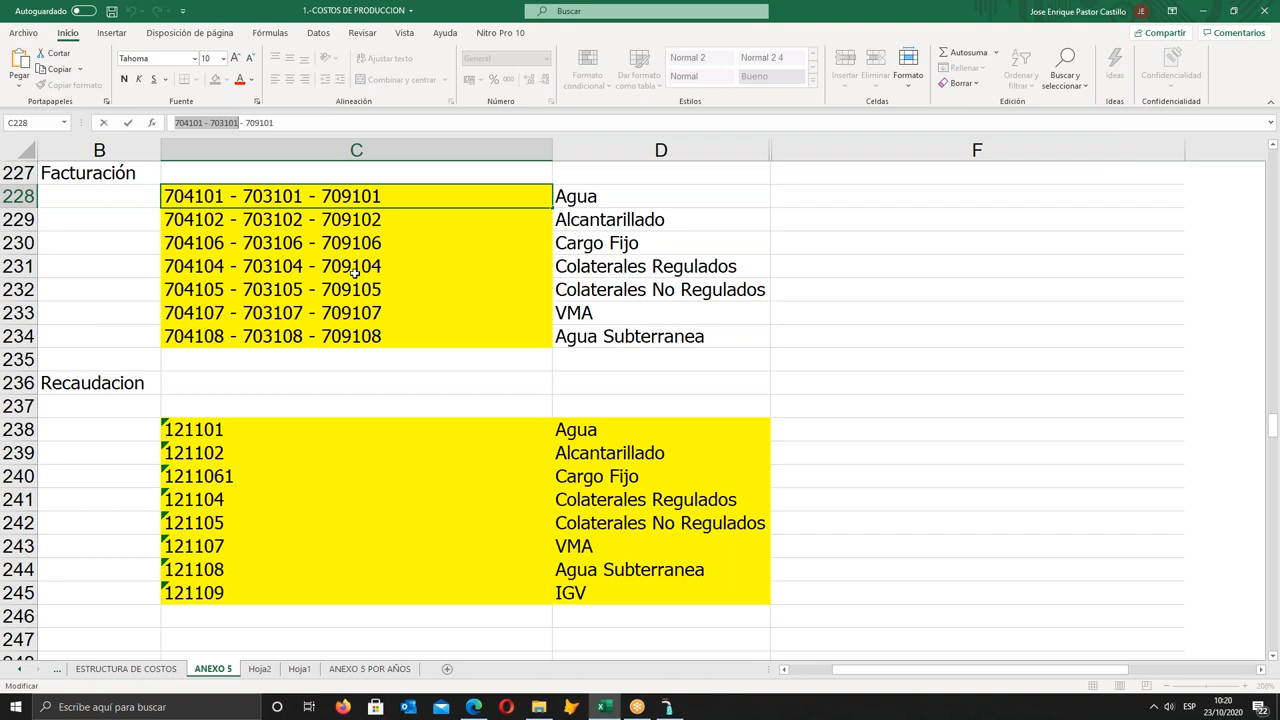 Autoguardado
1.-COSTOS DE PRODUCCION
Buscar
Jose Enrique Pastor Castillo JE
Archivo Inicio Insertar Disposición de página Fórmulas Datos Revisar Vista Ayuda Nitro Pro 10 Compartir Comentarios
Cortar
Copiar
Copiar formato
Pegar
Portapapeles
Tahoma 10
N K S
Fuente
Ajustar texto
Combinar y centrar
Alineación
General
Número
Formato condicional
Dar formato como tabla
Normal 2 Normal 2 4
Normal Bueno
Estilos
Insertar Eliminar Formato
Celdas
Autosuma
Rellenar
Borrar
Ordenar y filtrar
Buscar y seleccionar
Edición
Ideas
Ideas
Confidencialidad
Confidencialidad
C228 fx 704101 - 703101 - 709101
B C D F
227 Facturación
228 704101 - 703101 - 709101 Agua
229 704102 - 703102 - 709102 Alcantarillado
230 704106 - 703106 - 709106 Cargo Fijo
231 704104 - 703104 - 709104 Colaterales Regulados
232 704105 - 703105 - 709105 Colaterales No Regulados
233 704107 - 703107 - 709107 VMA
234 704108 - 703108 - 709108 Agua Subterranea
235
236 Recaudacion
237
238 121101 Agua
239 121102 Alcantarillado
240 1211061 Cargo Fijo
241 121104 Colaterales Regulados
242 121105 Colaterales No Regulados
243 121107 VMA
244 121108 Agua Subterranea
245 121109 IGV
246
247
... ESTRUCTURA DE COSTOS ANEXO 5 Hoja2 Hoja1 ANEXO 5 POR AÑOS
Modificar
208%
Escribe aquí para buscar
ESP
10:20
23/10/2020
22